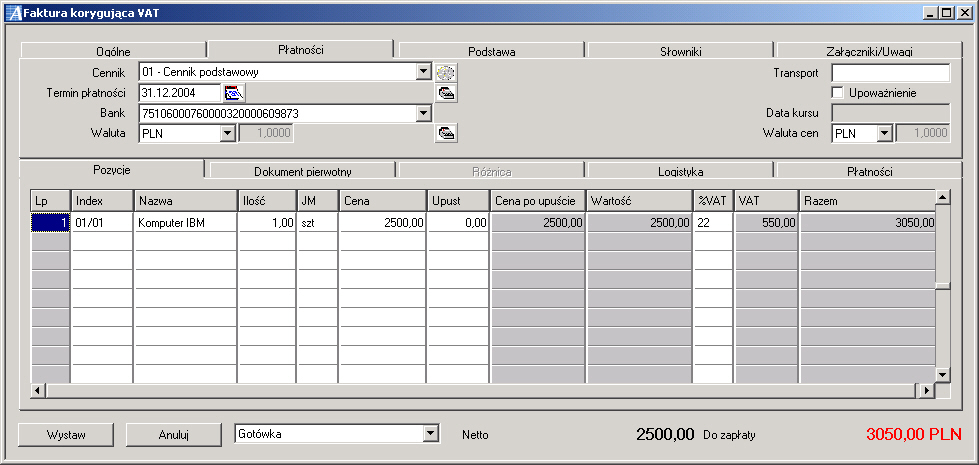 Faktura korygująca VAT
Ogólne Płatności Podstawa Słowniki Załączniki/Uwagi
Cennik 01 - Cennik podstawowy Transport
Termin płatności 31.12.2004 Upoważnienie
Bank 75106000760000320000609873 Data kursu
Waluta PLN 1,0000 Waluta cen PLN 1,0000
Pozycje Dokument pierwotny Różnica Logistyka Płatności
Lp Index Nazwa Ilość JM Cena Upust Cena po upuście Wartość %VAT VAT Razem
1 01/01 Komputer IBM 1,00 szt 2500,00 0,00 2500,00 2500,00 22 550,00 3050,00
Wystaw Anuluj Gotówka Netto 2500,00 Do zapłaty 3050,00 PLN